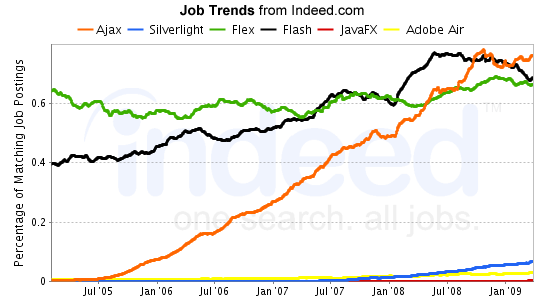 Job Trends from Indeed.com
Ajax Silverlight Flex Flash JavaFX Adobe Air
Percentage of Matching Job Postings
0.6
0.4
0.2
0
indeed
TM
one search. all jobs.
Jul '05 Jan '06 Jul '06 Jan '07 Jul '07 Jan '08 Jul '08 Jan '09